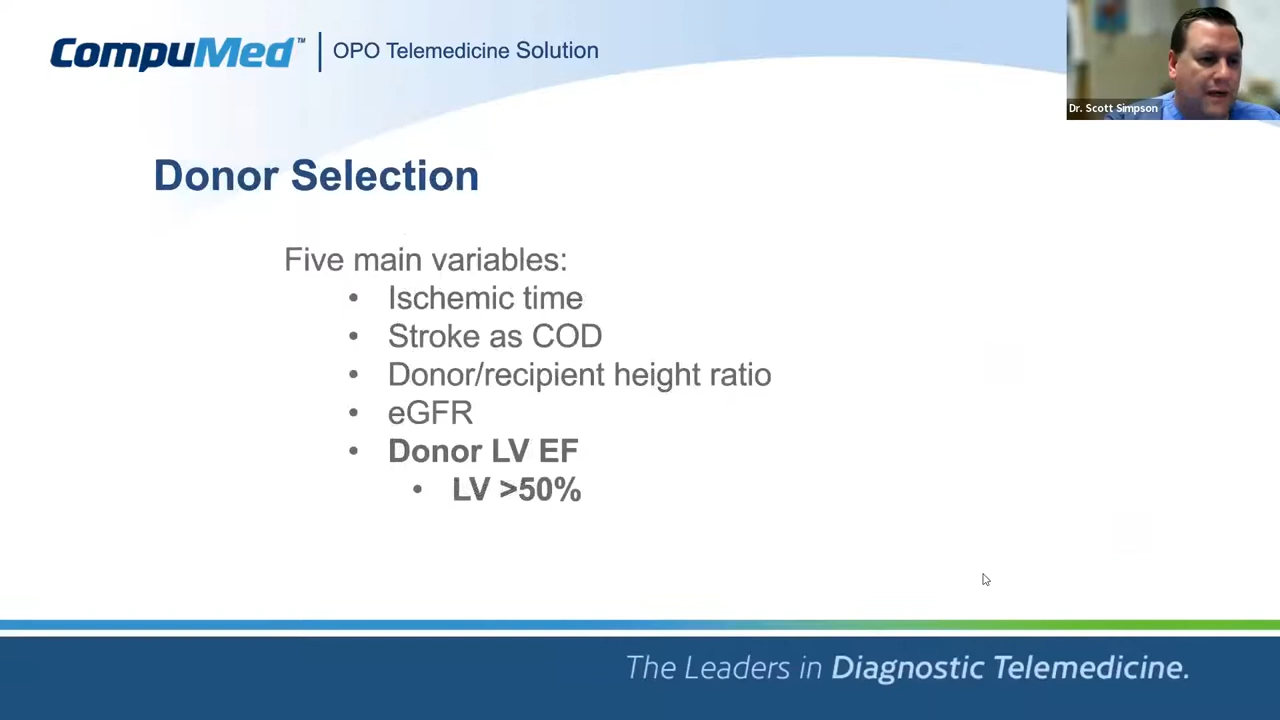 CompuMed™ OPO Telemedicine Solution
Dr. Scott Simpson
Donor Selection
Five main variables:
• Ischemic time
• Stroke as COD
• Donor/recipient height ratio
• eGFR
• Donor LV EF
• LV >50%
The Leaders in Diagnostic Telemedicine.